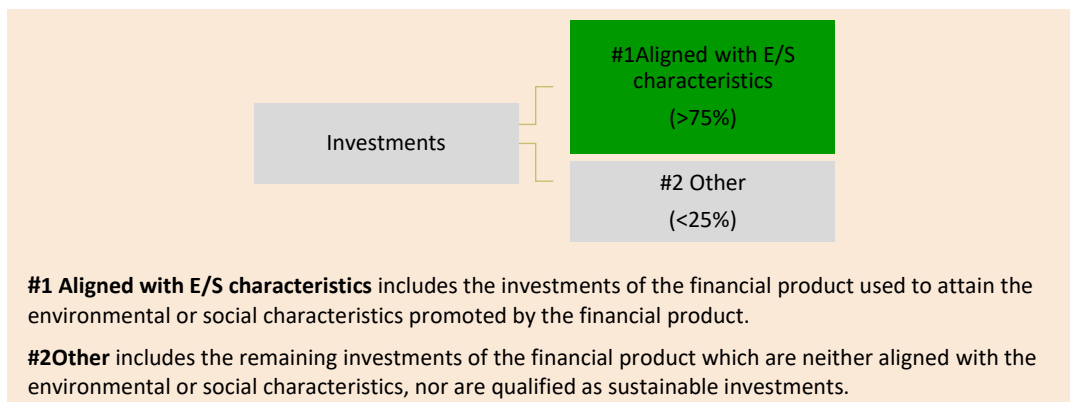 #1Aligned with E/S
characteristics
(>75%)
Investments
#2 Other
(<25%)
#1 Aligned with E/S characteristics includes the investments of the financial product used to attain the
environmental or social characteristics promoted by the financial product.
#2Other includes the remaining investments of the financial product which are neither aligned with the
environmental or social characteristics, nor are qualified as sustainable investments.